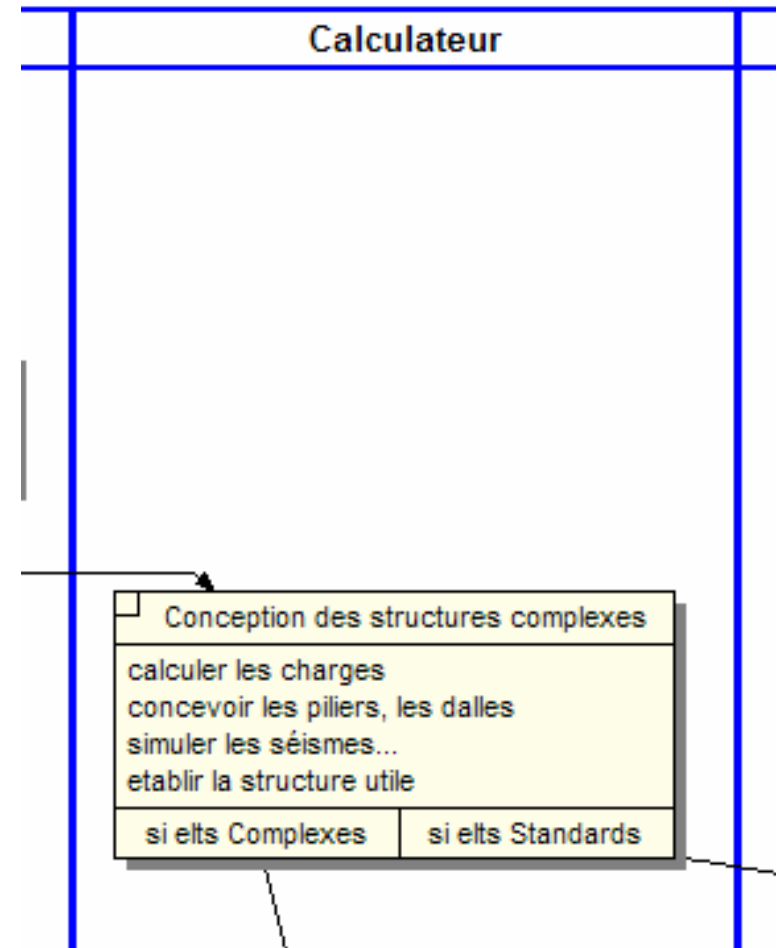 Calculateur
Conception des structures complexes
calculer les charges
concevoir les piliers, les dalles
simuler les séismes...
etablir la structure utile
si elts Complexes
si elts Standards